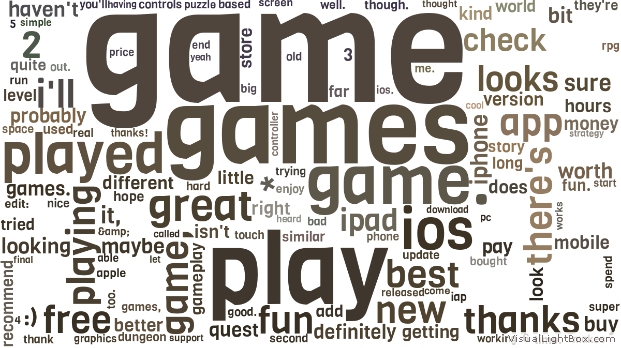 haven't you'll having controls puzzle based screen well. though. thought kind world they're
5 simple bit
2 game check rpg
price end yeah store old 3 me.
quite out. big far ios. looks sure
run i'll
level games cool version hours
probably controller app money
space used real thanks! iphone strategy
played story
different hard little trying game. long there's worth
games. hope * enjoy does fun. start
edit: nice playing great right heard bad ipad download pc works
tried it, &amp; isn't touch similar phone ios
looking maybe called game, gameplay play update pay mobile
final able let best bought look spend
recommend apple released come iap
too. games, good. new super
4 :) free better quest fun add thanks buy
thank graphics dungeon support second definitely getting working
VisualLightBox.com